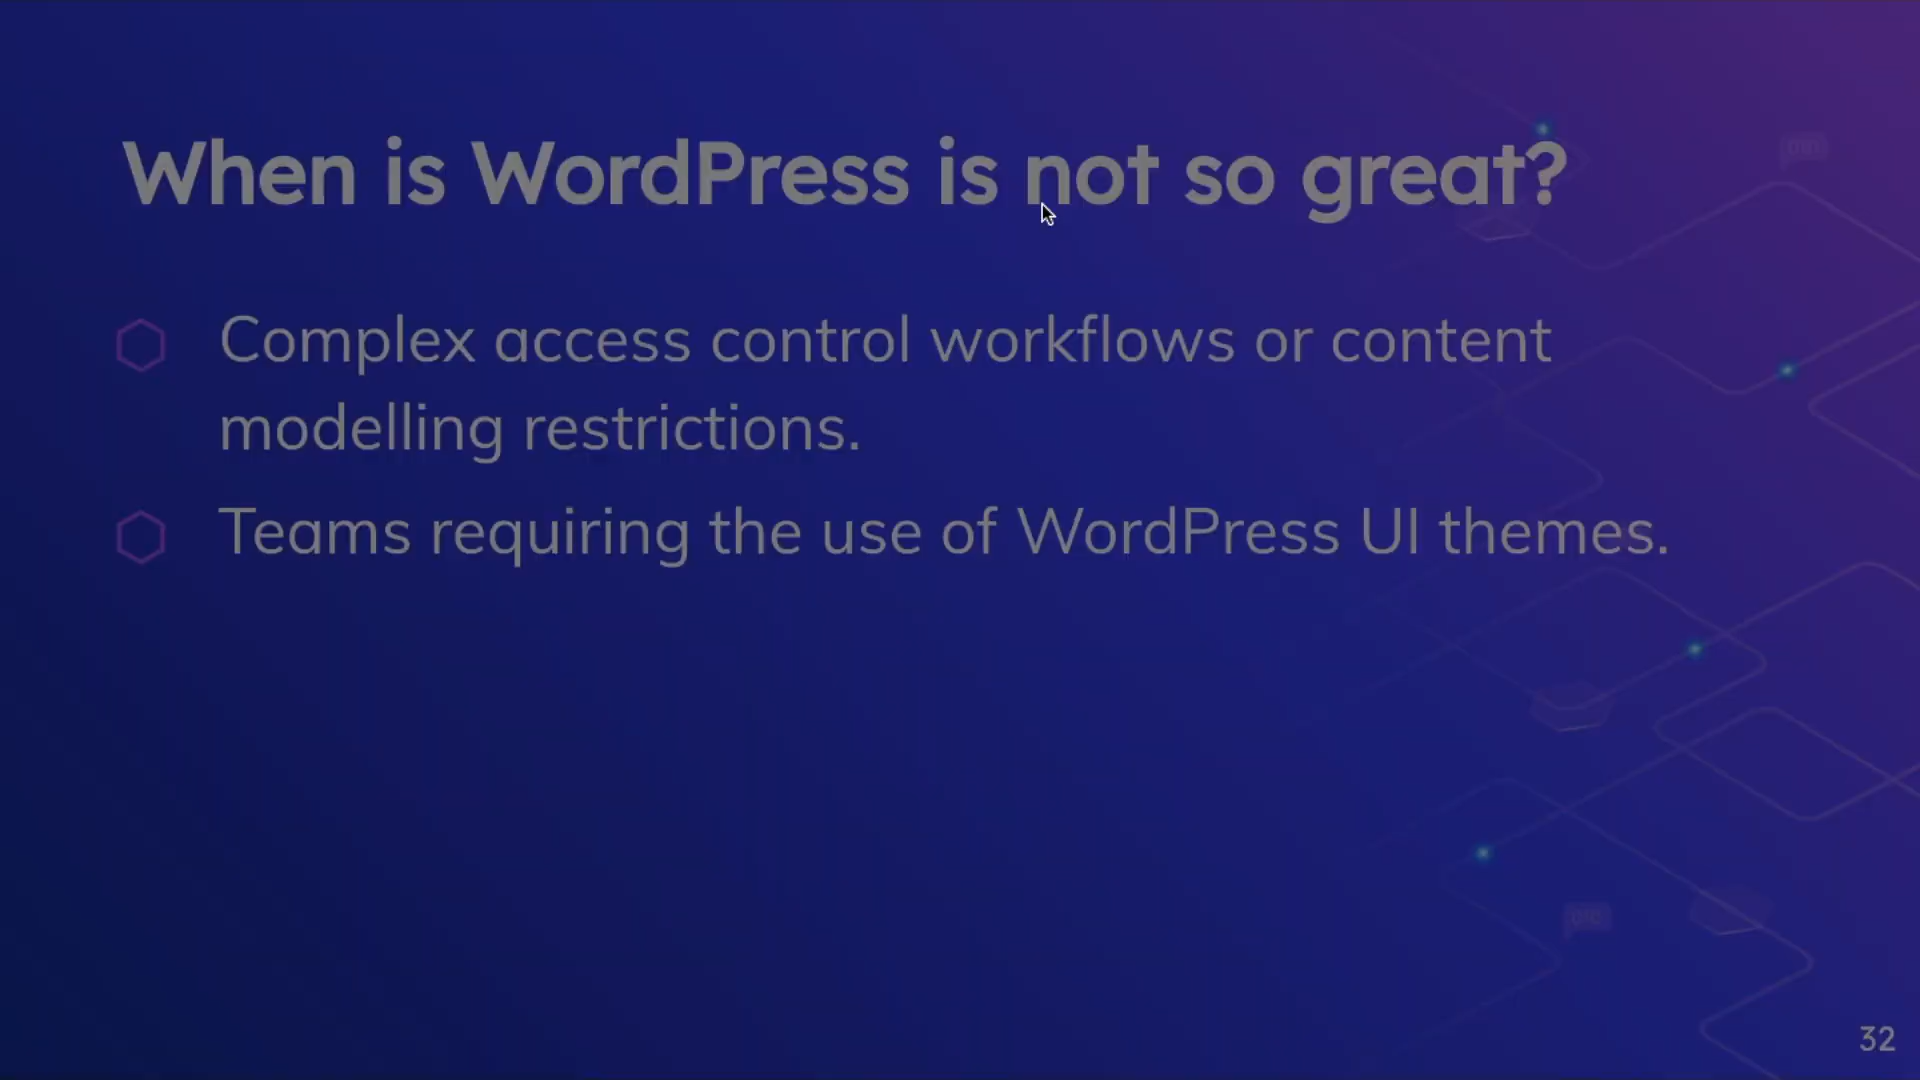 When is WordPress is not so great?
Complex access control workflows or content
modelling restrictions.
Teams requiring the use of WordPress UI themes.
32